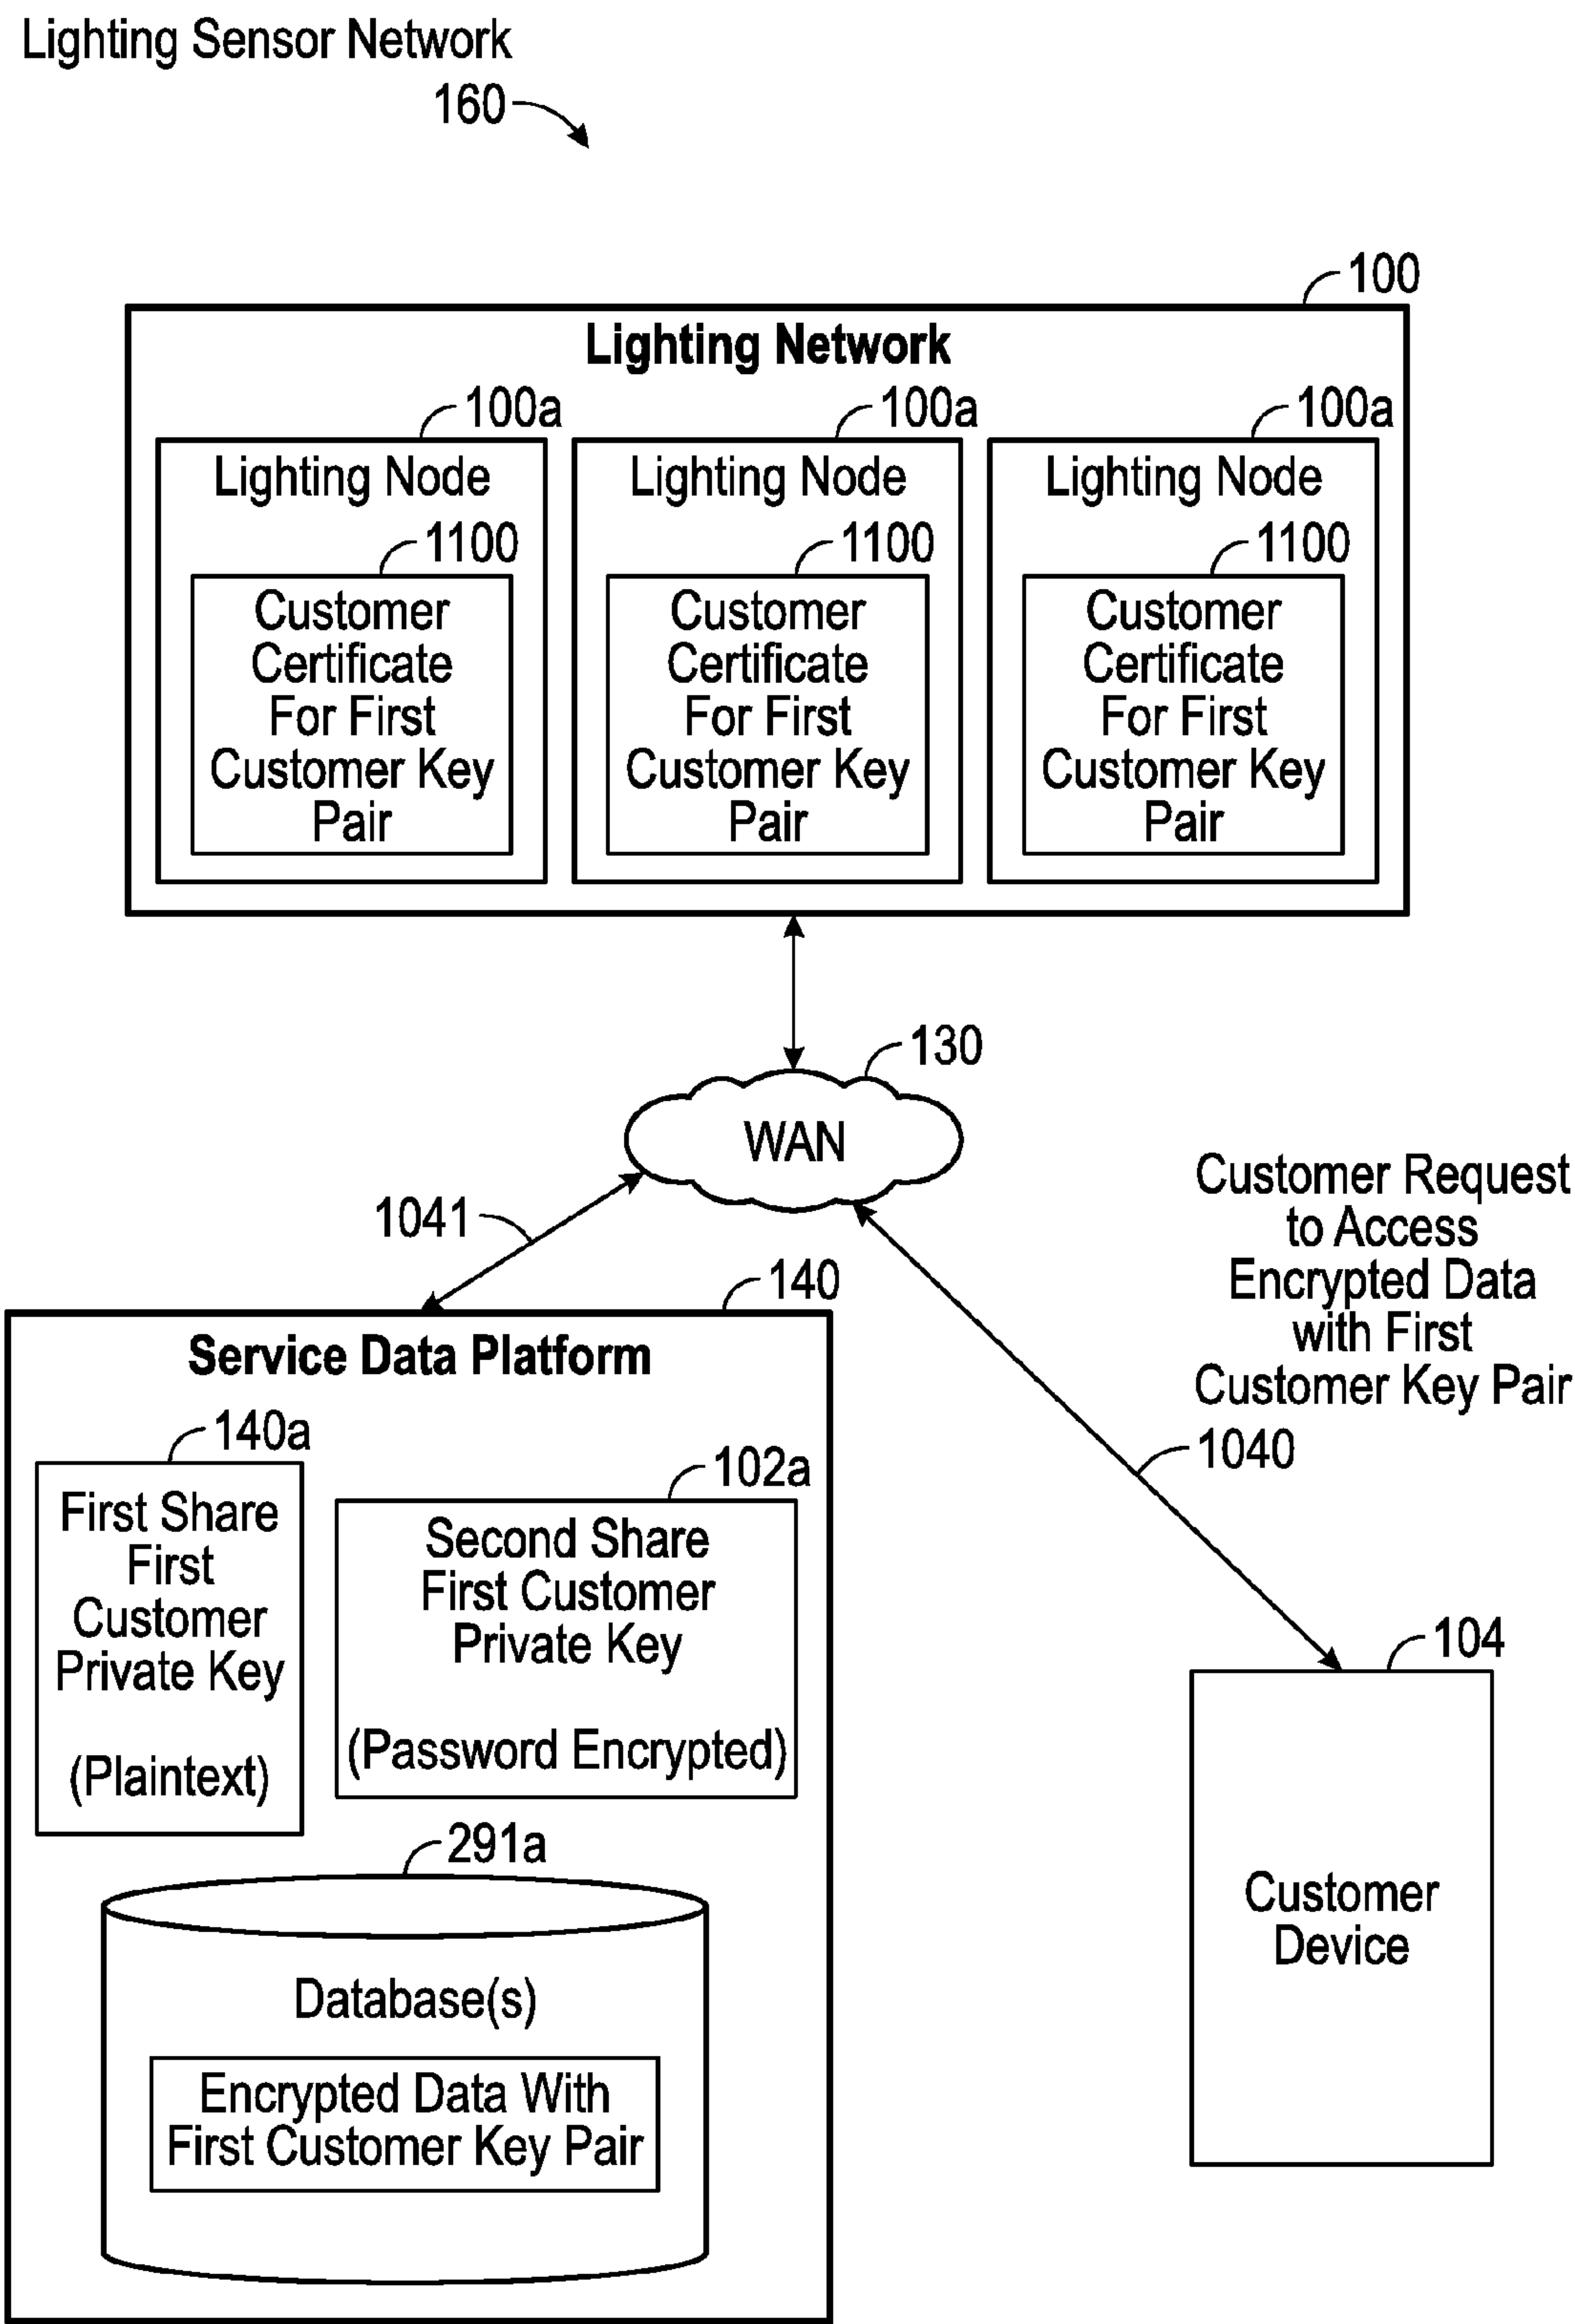 Lighting Sensor Network
160
100
Lighting Network
100a
100a
100a
Lighting Node
Lighting Node
Lighting Node
1100
1100
1100
Customer
Certificate
For First
Customer Key
Pair
Customer
Certificate
For First
Customer Key
Pair
Customer
Certificate
For First
Customer Key
Pair
130
WAN
1041
Customer Request
to Access
Encrypted Data
with First
Customer Key Pair
1040
140
Service Data Platform
140a
First Share
First
Customer
Private Key
(Plaintext)
102a
Second Share
First Customer
Private Key
(Password Encrypted)
291a
Database(s)
Encrypted Data With
First Customer Key Pair
104
Customer
Device